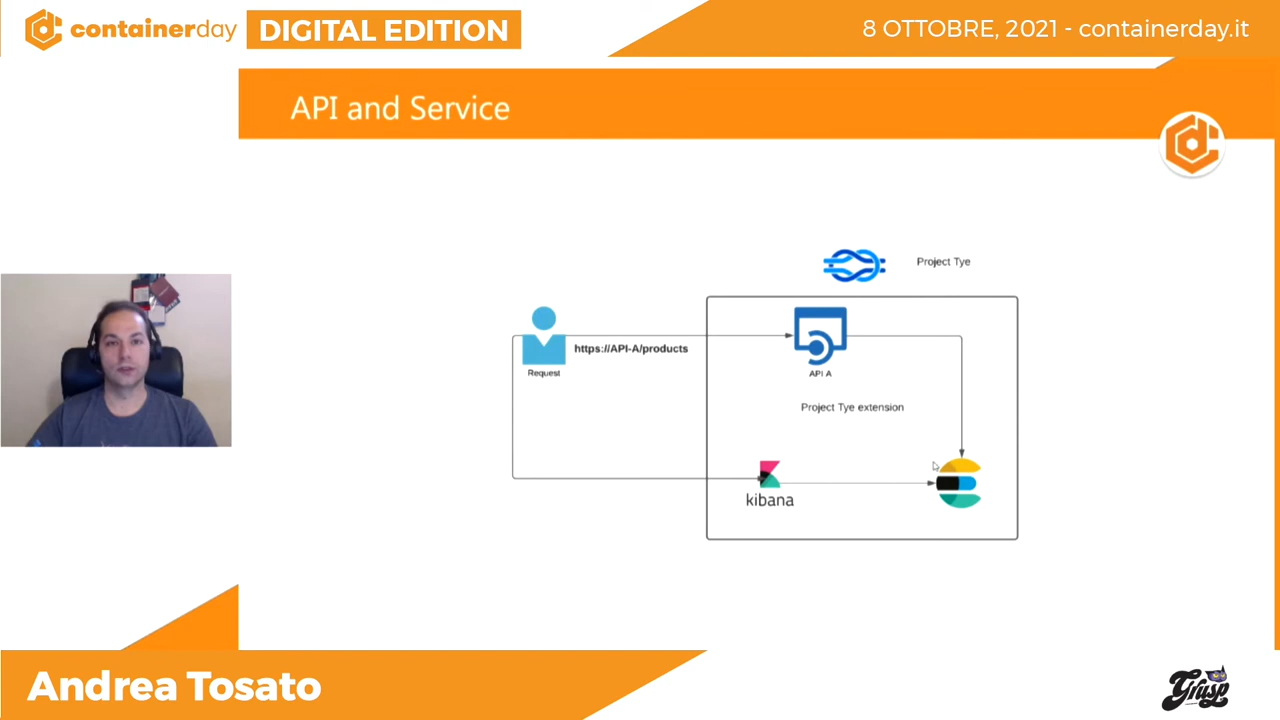 containerday
DIGITAL EDITION
8 OTTOBRE, 2021 - containerday.it
API and Service
Project Tye
https://API-A/products
Request
API A
Project Tye extension
kibana
Andrea Tosato
Grusp